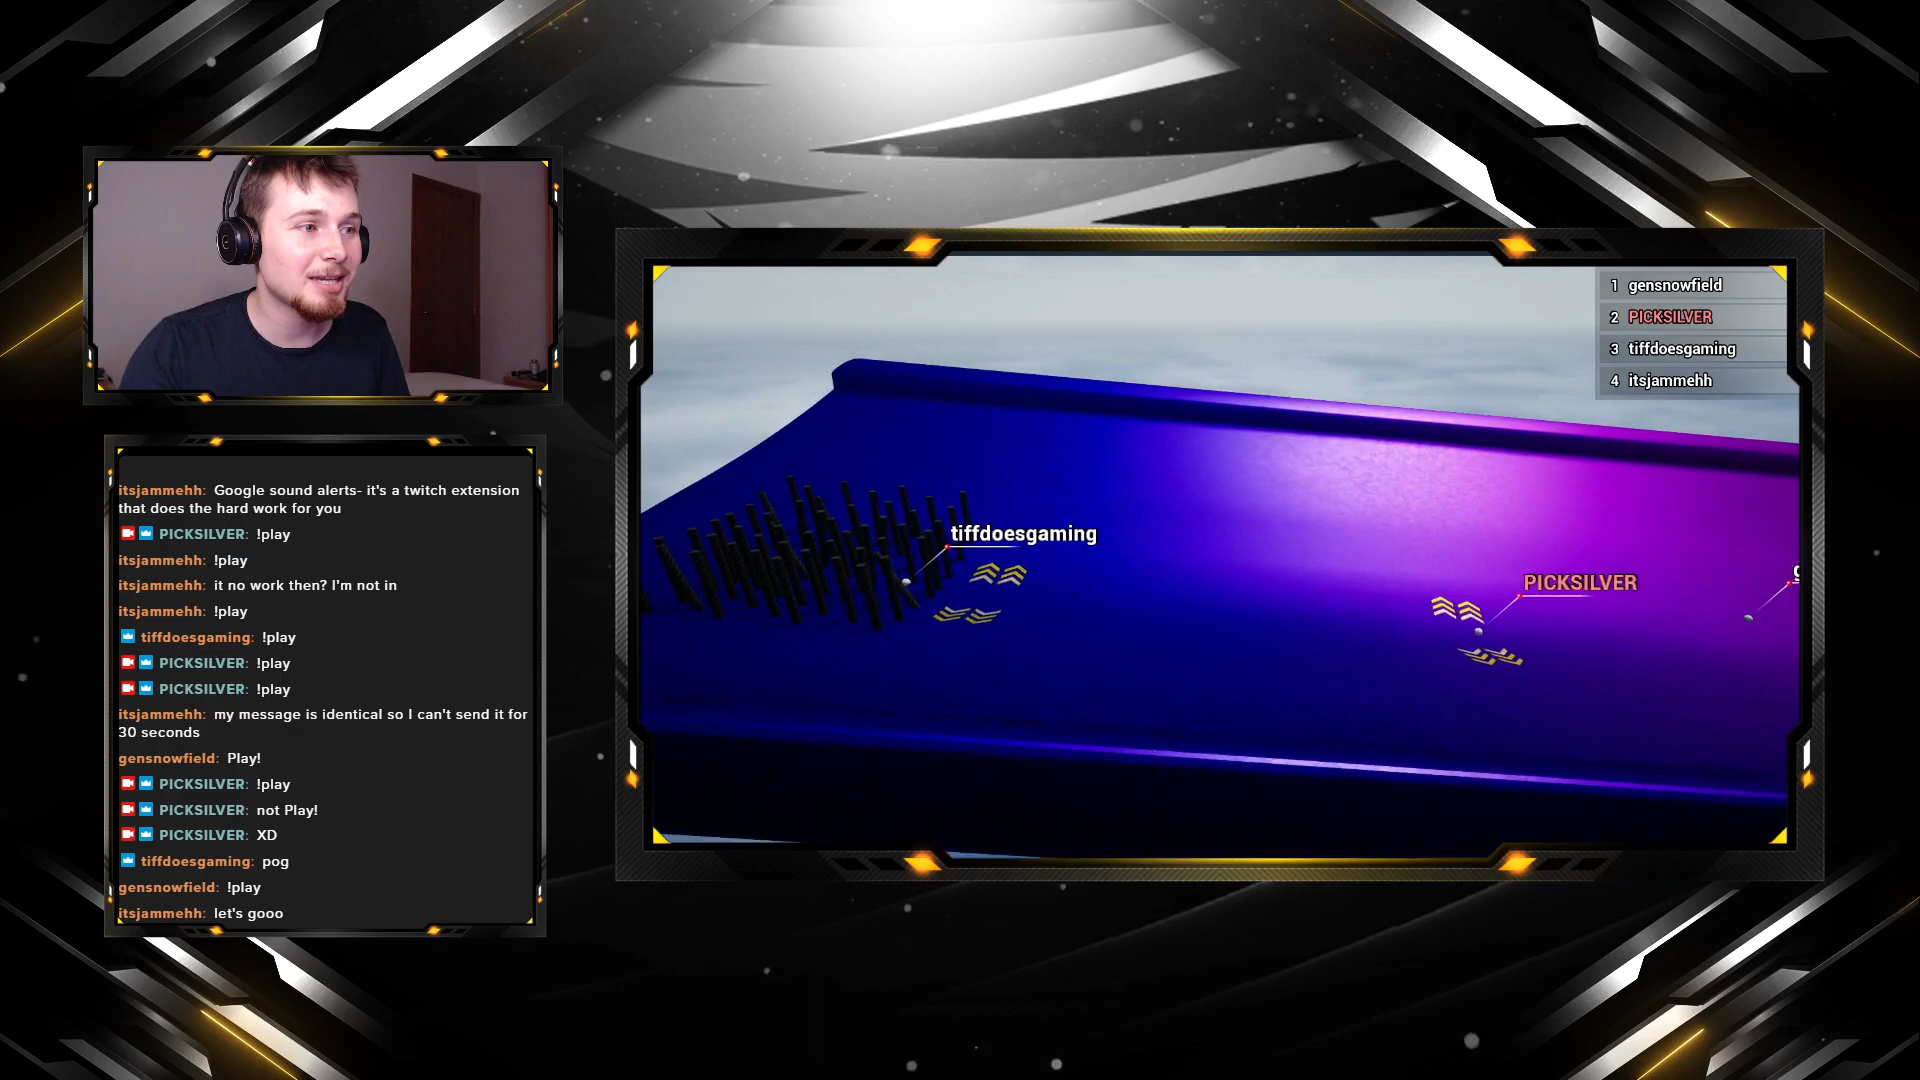 itsjammehh: Google sound alerts- it's a twitch extension
that does the hard work for you
PICKSILVER: !play
itsjammehh: !play
itsjammehh: it no work then? I'm not in
itsjammehh: !play
tiffdoesgaming: !play
PICKSILVER: !play
PICKSILVER: !play
itsjammehh: my message is identical so I can't send it for
30 seconds
gensnowfield: Play!
PICKSILVER: !play
PICKSILVER: not Play!
PICKSILVER: XD
tiffdoesgaming: pog
gensnowfield: !play
itsjammehh: let's gooo
1 gensnowfield
2 PICKSILVER
3 tiffdoesgaming
4 itsjammehh
tiffdoesgaming
PICKSILVER